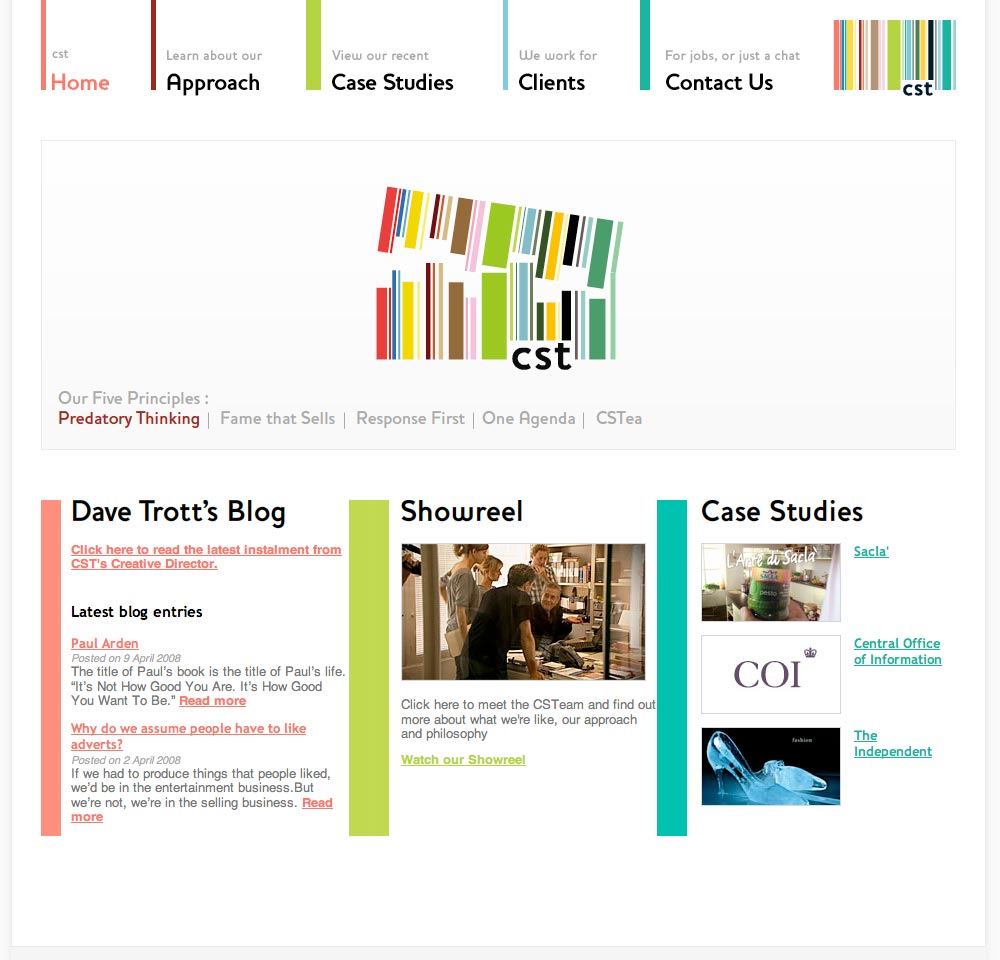 cst
Home
Learn about our
Approach
View our recent
Case Studies
We work for
Clients
For jobs, or just a chat
Contact Us
cst
cst
Our Five Principles :
Predatory Thinking | Fame that Sells | Response First | One Agenda | CSTea
Dave Trott's Blog
Click here to read the latest instalment from
CST's Creative Director.
Latest blog entries
Paul Arden
Posted on 9 April 2008
The title of Paul's book is the title of Paul's life.
“It's Not How Good You Are. It's How Good
You Want To Be.” Read more
Why do we assume people have to like
adverts?
Posted on 2 April 2008
If we had to produce things that people liked,
we'd be in the entertainment business.But
we're not, we're in the selling business. Read
more
Showreel
Click here to meet the CSTeam and find out
more about what we're like, our approach
and philosophy
Watch our Showreel
Case Studies
L'Arte di Saclà
SACLA
pesto
Sacla'
COI
Central Office
of Information
fashion
The
Independent